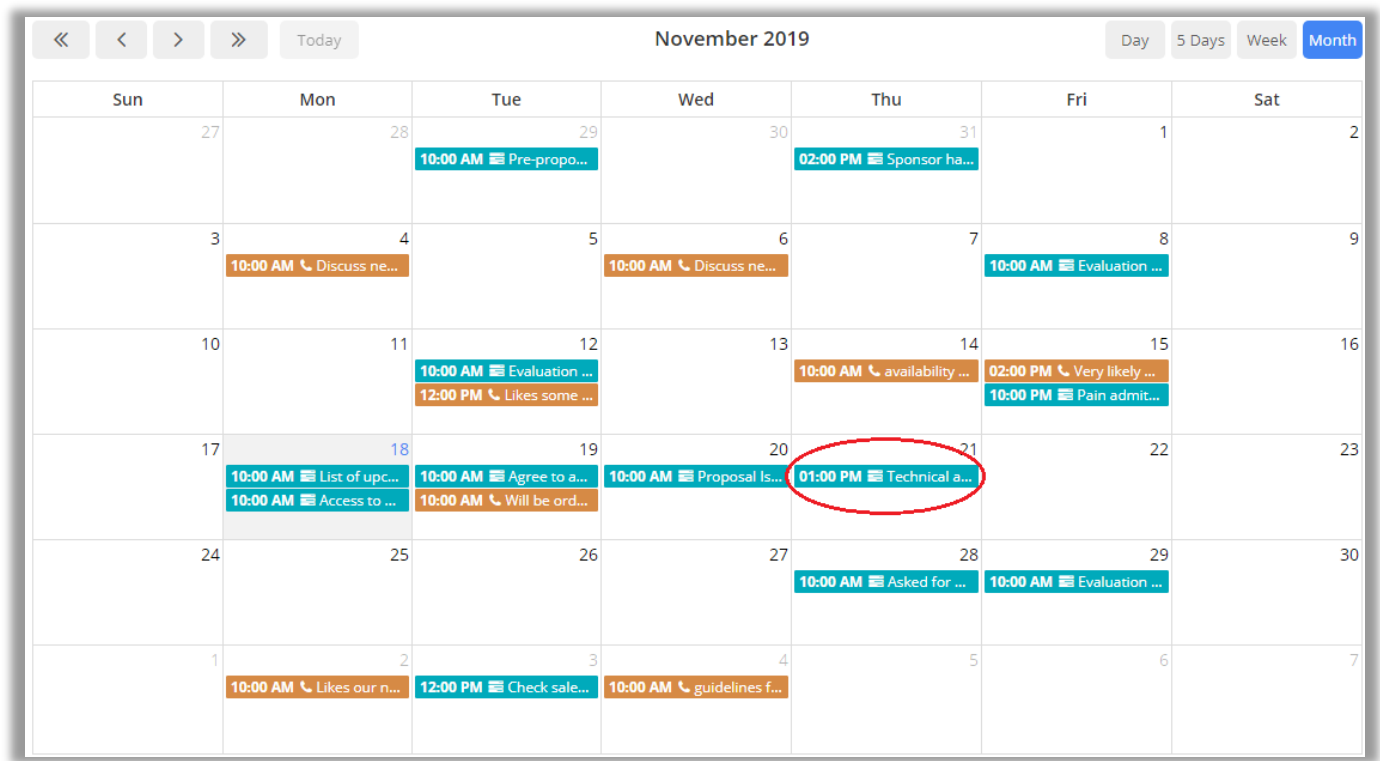 Today November 2019 Day 5 Days Week Month
Sun Mon Tue Wed Thu Fri Sat
27 28 29 30 31 1 2
10:00 AM Pre-propo... 02:00 PM Sponsor ha...
3 4 5 6 7 8 9
10:00 AM Discuss ne... 10:00 AM Discuss ne... 10:00 AM Evaluation ...
10 11 12 13 14 15 16
10:00 AM Evaluation ... 10:00 AM availability ... 02:00 PM Very likely ...
12:00 PM Likes some ... 10:00 PM Pain admit...
17 18 19 20 21 22 23
10:00 AM List of upc... 10:00 AM Agree to a... 10:00 AM Proposal Is... 01:00 PM Technical a...
10:00 AM Access to ... 10:00 AM Will be ord...
24 25 26 27 28 29 30
10:00 AM Asked for ... 10:00 AM Evaluation ...
1 2 3 4 5 6 7
10:00 AM Likes our n... 12:00 PM Check sale... 10:00 AM guidelines f...